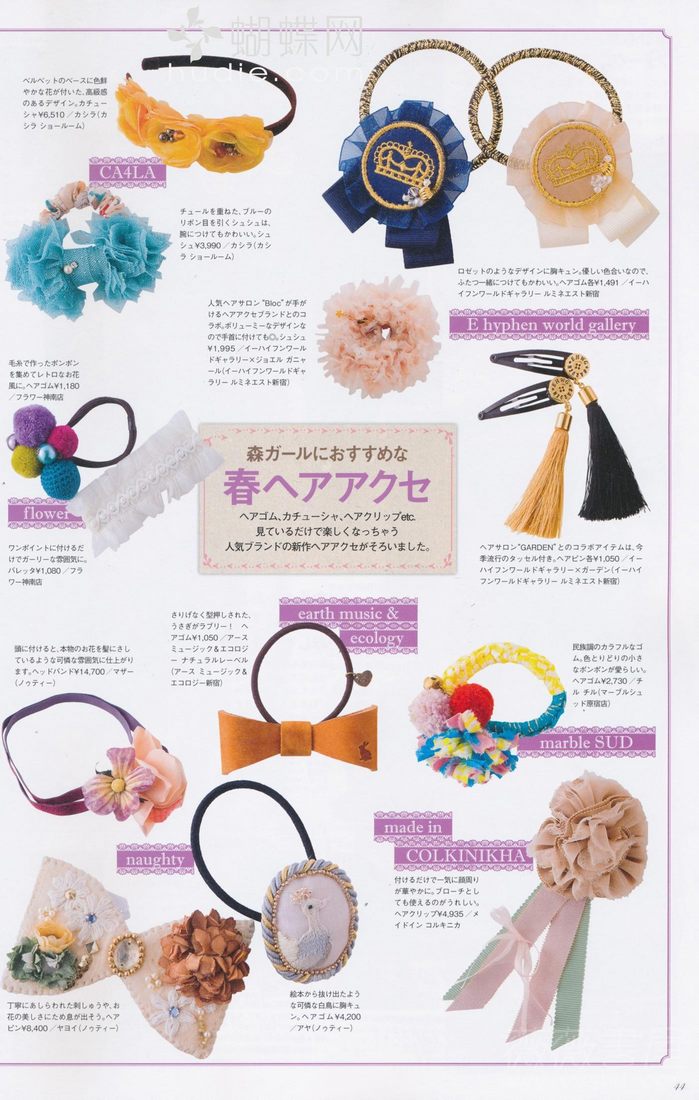 蝴蝶网
hudie.com
ベルベットのベースに色鮮
やかな花が付いた、高級感
のあるデザイン。カチュー
シャ¥6,510／カシラ（カ
シラ ショールーム）
CA4LA
チュールを重ねた、ブルーの
リボン目を引くシュシュは、
腕につけてもかわいい。シュ
シュ¥3,990／カシラ（カシ
ラ ショールーム）
ロゼットのようなデザインに胸キュン。優しい色合いなので、
ふたつ一緒につけてもかわいい。ヘアゴム各¥1,491／イーハ
イフンワールドギャラリー ルミネエスト新宿
E hyphen world gallery
人気ヘアサロン“Bloc”が手が
けるヘアアクセブランドとのコ
ラボ。ボリューミーなデザインな
ので手首に付けても◎。シュシュ
¥1,995／イーハイフンワール
ドギャラリー×ジョエル ガニャ
ール（イーハイフンワールドギャ
ラリー ルミネエスト新宿）
毛糸で作ったポンポン
を集めてレトロなお花
風に。ヘアゴム¥1,180
／フラワー神南店
flower
ワンポイントに付けるだ
けでガーリーな雰囲気に。
バレッタ¥1,080／フラ
ワー神南店
森ガールにおすすめな
春ヘアアクセ
ヘアゴム、カチューシャ、ヘアクリップetc.
見ているだけで楽しくなっちゃう
人気ブランドの新作ヘアアクセがそろいました。
ヘアサロン“GARDEN”とのコラボアイテムは、今
季流行のタッセル付き。ヘアピン各¥1,050／イー
ハイフンワールドギャラリー×ガーデン（イーハイフ
ンワールドギャラリー ルミネエスト新宿）
earth music &
ecology
さりげなく型押しされた、
うさぎがラブリー！ ヘ
アゴム¥1,050／アース
ミュージック&エコロジ
ー ナチュラルレーベル
（アース ミュージック&
エコロジー新宿）
頭に付けると、本物のお花を髪にさし
ているような可憐な雰囲気に仕上がり
ます。ヘッドバンド¥14,700／マザー
（ノゥティー）
民族調のカラフルなゴ
ム。色とりどりの小さ
なポンポンが愛らしい。
ヘアゴム¥2,730／チ
ル チル（マーブルシュ
ッド原宿店）
marble SUD
made in
COLKINIKHA
付けるだけで一気に顔周り
が華やかに。ブローチとし
ても使えるのがうれしい。
ヘアクリップ¥4,935／メ
イドイン コルキニカ
naughty
丁寧にあしらわれた刺しゅうや、お
花の美しさにため息が出そう。ヘア
ピン¥8,400／ヤヨイ（ノゥティー）
絵本から抜け出たよう
な可憐な白鳥に胸キュ
ン。ヘアゴム¥4,200
／アヤ（ノゥティー）
44